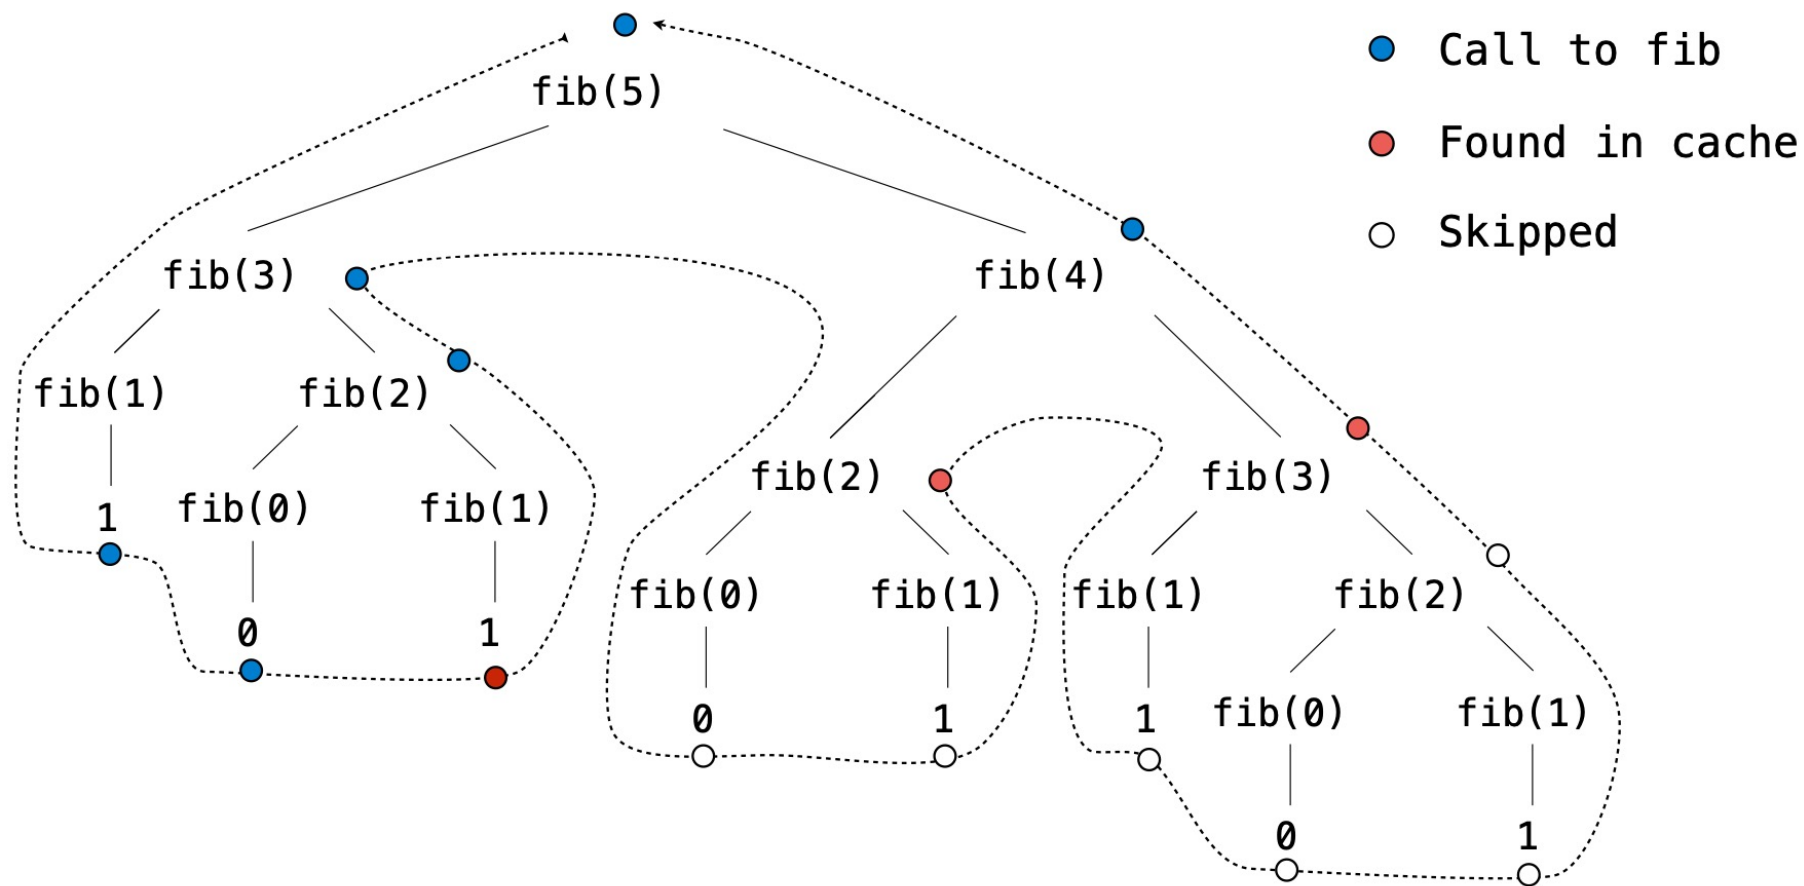 Call to fib
fib(5)
Found in cache
Skipped
fib(3)
fib(4)
fib(1)
fib(2)
fib(2)
fib(3)
1
fib(0)
fib(1)
fib(0)
fib(1)
fib(1)
fib(2)
0
1
0
1
1
fib(0)
fib(1)
0
1